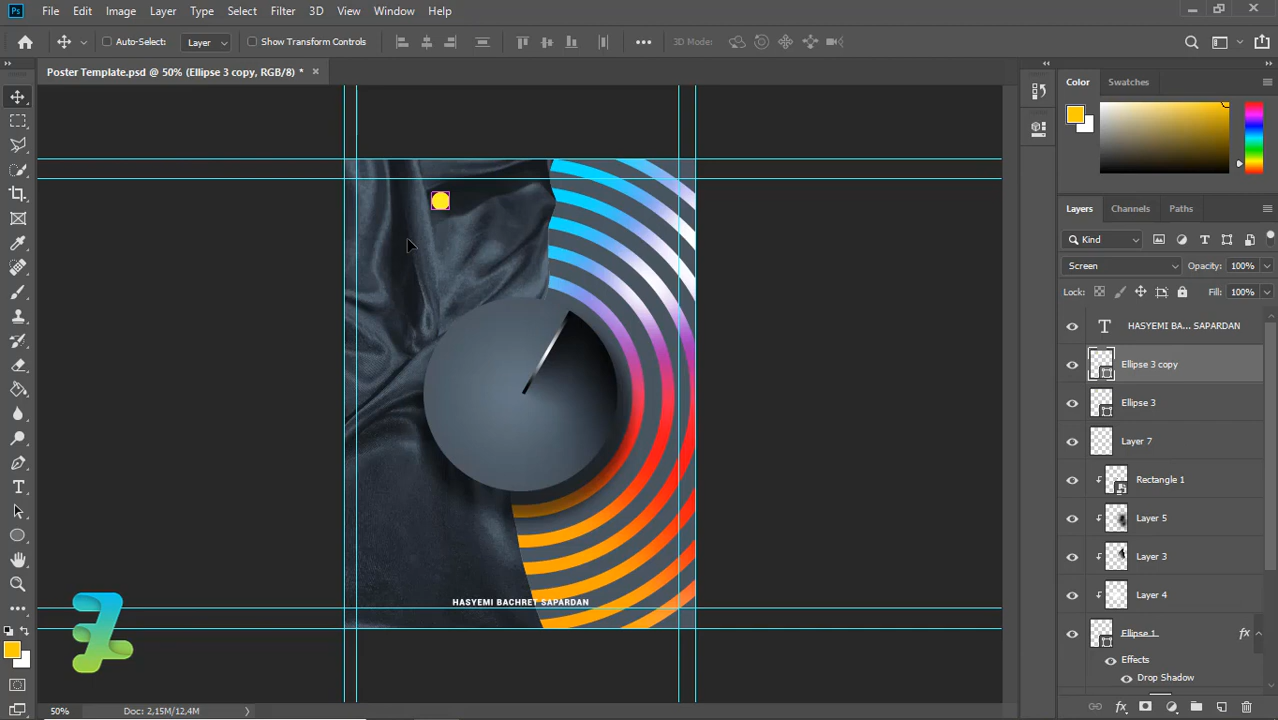 Ps File Edit Image Layer Type Select Filter 3D View Window Help
Auto-Select: Layer Show Transform Controls 3D Mode:
Poster Template.psd @ 50% (Ellipse 3 copy, RGB/8) * ×
Color Swatches
Layers Channels Paths
Kind
Screen Opacity: 100%
Lock: Fill: 100%
T HASYEMI BA... SAPARDAN
Ellipse 3 copy
Ellipse 3
Layer 7
Rectangle 1
Layer 5
Layer 3
Layer 4
Ellipse 1 fx
Effects
Drop Shadow
HASYEMI BACHRET SAPARDAN
50% Doc: 2,15M/12,4M